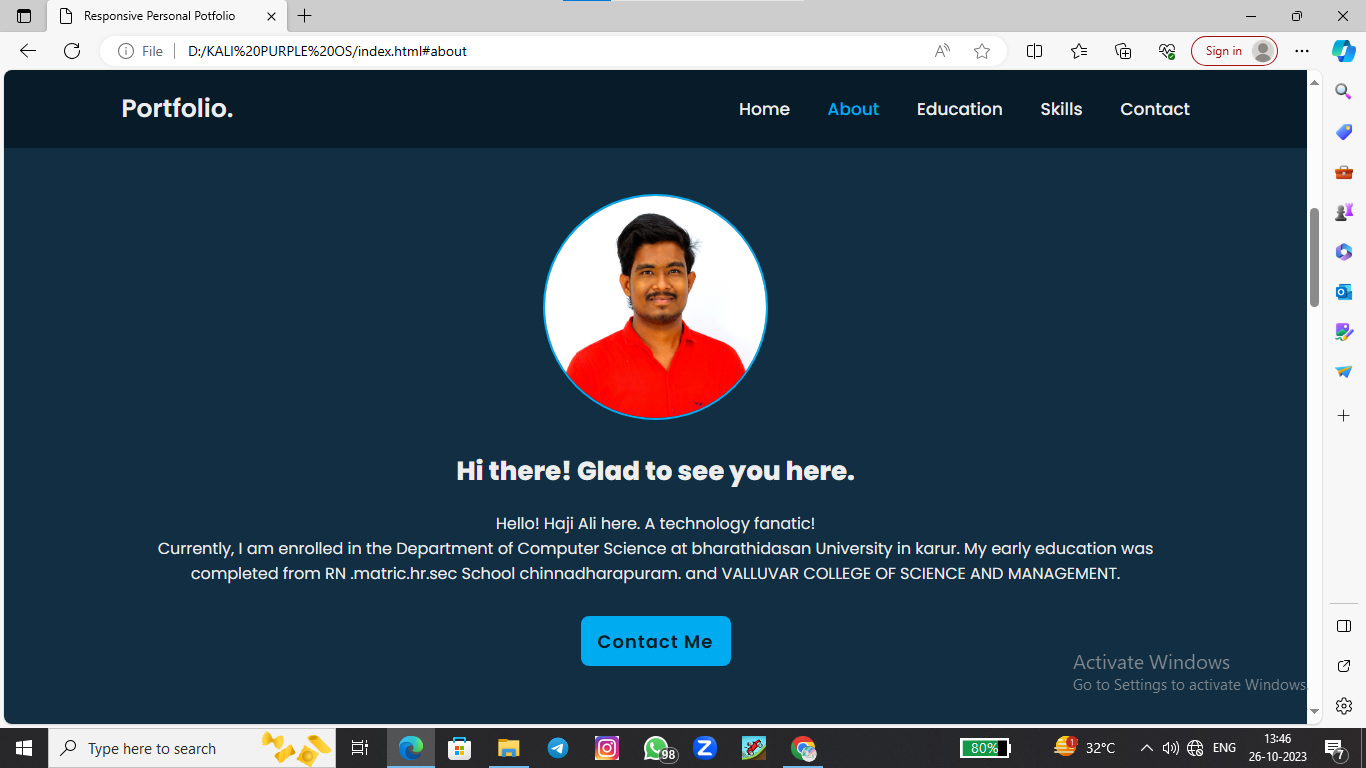 Responsive Personal Potfolio
File
D:/KALI%20PURPLE%20OS/index.html#about
Sign in
Portfolio.
Home About Education Skills Contact
Hi there! Glad to see you here.
Hello! Haji Ali here. A technology fanatic!
Currently, I am enrolled in the Department of Computer Science at bharathidasan University in karur. My early education was
completed from RN .matric.hr.sec School chinnadharapuram. and VALLUVAR COLLEGE OF SCIENCE AND MANAGEMENT.
Contact Me
Activate Windows
Go to Settings to activate Windows
Type here to search
98
80%
1
32°C
ENG
13:46
26-10-2023
7